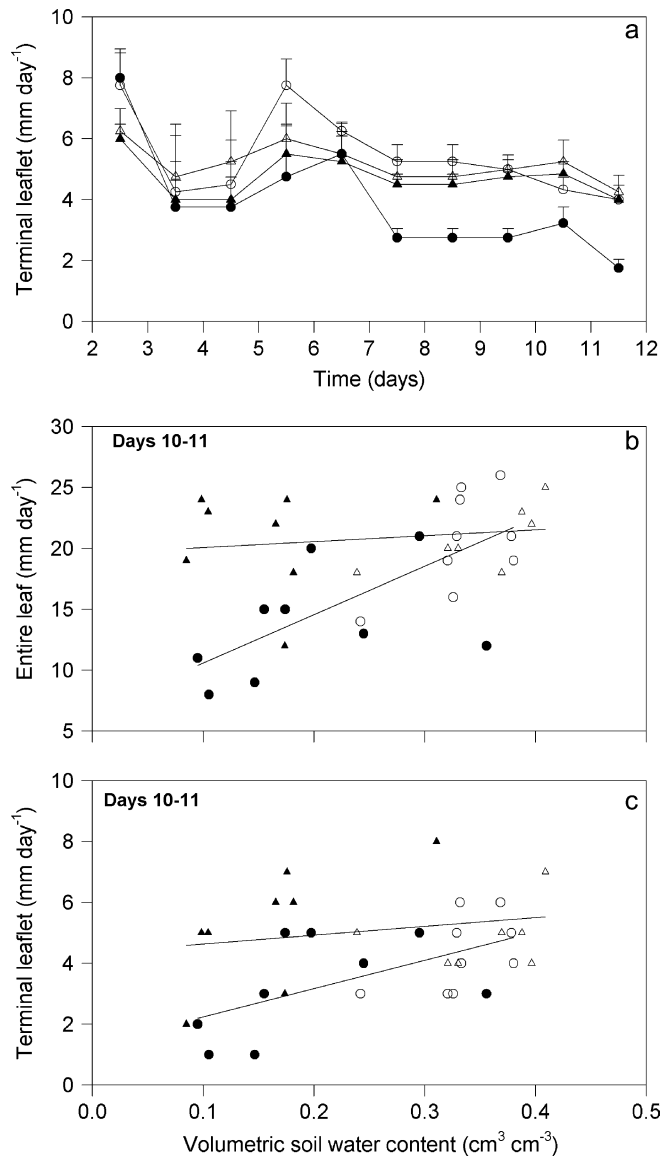 a
Terminal leaflet (mm day⁻¹)
10
8
6
4
2
0
2 3 4 5 6 7 8 9 10 11 12
Time (days)
Days 10-11
b
Entire leaf (mm day⁻¹)
30
25
20
15
10
5
Days 10-11
c
Terminal leaflet (mm day⁻¹)
10
8
6
4
2
0
0.0 0.1 0.2 0.3 0.4 0.5
Volumetric soil water content (cm³ cm⁻³)